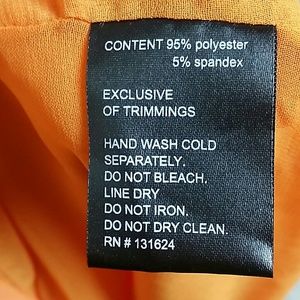 CONTENT 95% polyester
5% spandex
EXCLUSIVE
OF TRIMMINGS
HAND WASH COLD
SEPARATELY.
DO NOT BLEACH.
LINE DRY
DO NOT IRON.
DO NOT DRY CLEAN.
RN # 131624